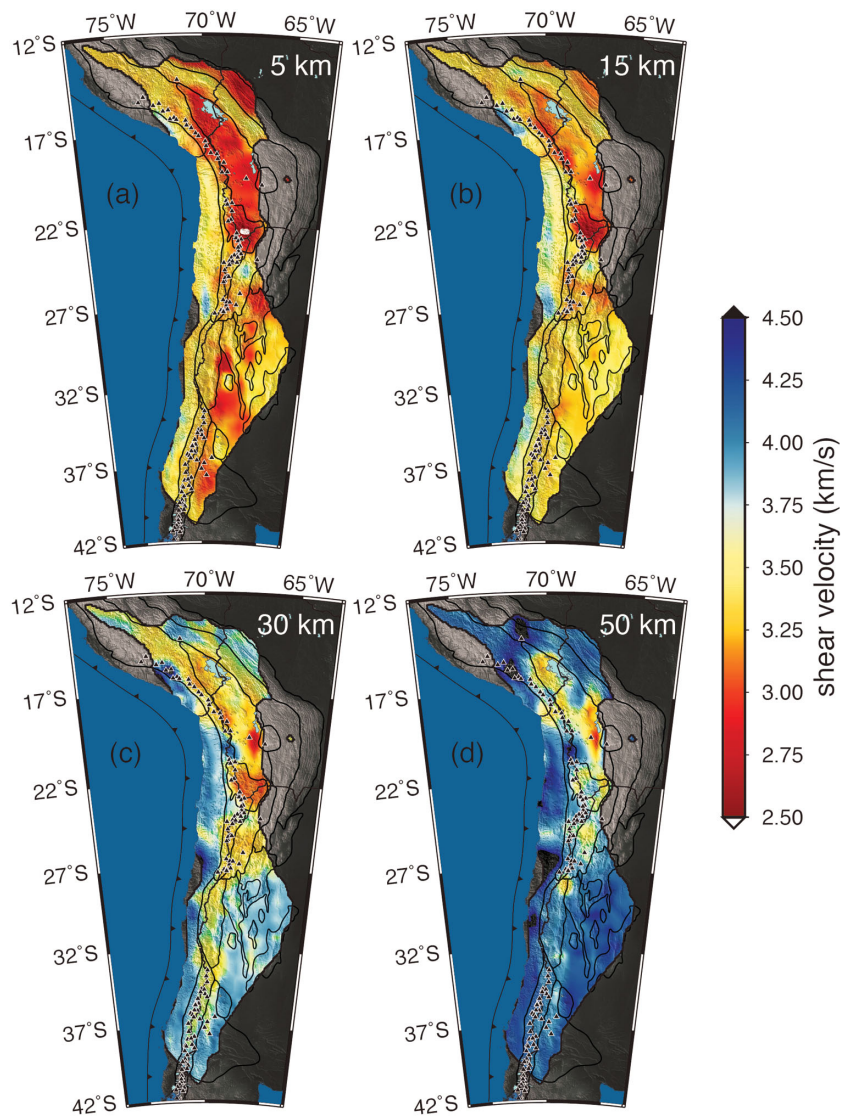 75˚W 70˚W 65˚W
75˚W 70˚W 65˚W
12˚S
5 km
12˚S
15 km
17˚S
17˚S
(a)
(b)
22˚S
22˚S
27˚S
27˚S
32˚S
32˚S
37˚S
37˚S
42˚S
42˚S
75˚W 70˚W 65˚W
75˚W 70˚W 65˚W
12˚S
30 km
12˚S
50 km
17˚S
17˚S
(c)
(d)
22˚S
22˚S
27˚S
27˚S
32˚S
32˚S
37˚S
37˚S
42˚S
42˚S
4.50
4.25
4.00
3.75
3.50
3.25
3.00
2.75
2.50
shear velocity (km/s)